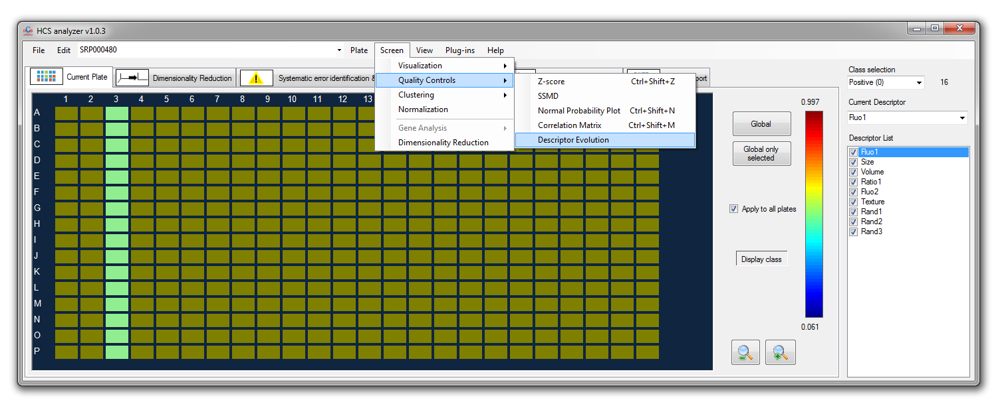 HCS analyzer v1.0.3
File Edit SRP000480 Plate Screen View Plug-ins Help
Current Plate Dimensionality Reduction Systematic error identification &
Visualization
Quality Controls
Clustering
Normalization
Gene Analysis
Dimensionality Reduction
Z-score Ctrl+Shift+Z
SSMD
Normal Probability Plot Ctrl+Shift+N
Correlation Matrix Ctrl+Shift+M
Descriptor Evolution
1 2 3 4 5 6 7 8 9 10 11 12 13
A
B
C
D
E
F
G
H
I
J
K
L
M
N
O
P
Global
Global only
selected
Apply to all plates
Display class
0.997
0.061
Class selection
Positive (0) 16
Current Descriptor
Fluo1
Descriptor List
Fluo1
Size
Volume
Ratio1
Fluo2
Texture
Rand1
Rand2
Rand3